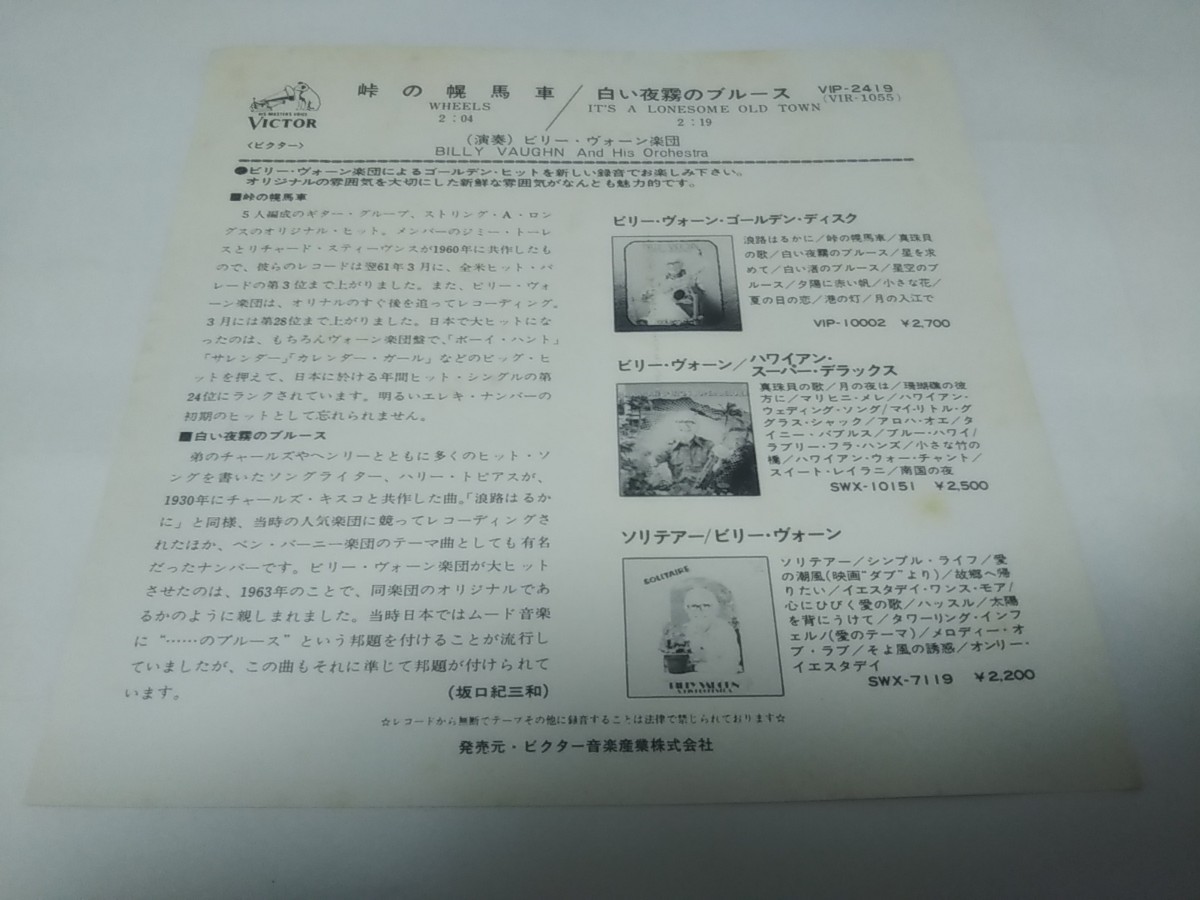 峠の幌馬車／白い夜霧のブルース VIP-2419
WHEELS IT'S A LONESOME OLD TOWN (VIR-1055)
2：04 2：19
HIS MASTER'S VOICE
VICTOR
〈ビクター〉
（演奏）ビリー・ヴォーン楽団
BILLY VAUGHN And His Orchestra
●ビリー・ヴォーン楽団によるゴールデン・ヒットを新しい録音でお楽しみ下さい。
オリジナルの雰囲気を大切にした新鮮な雰囲気がなんとも魅力的です。
■峠の幌馬車
5人編成のギター・グループ、ストリング・A・ロン
グスのオリジナル・ヒット。メンバーのジミー・トーレ
スとリチャード・スティーヴンスが1960年に共作したも
ので、彼らのレコードは翌61年3月に、全米ヒット・パ
レードの第3位まで上がりました。また、ビリー・ヴォ
ーン楽団は、オリナルのすぐ後を追ってレコーディング。
3月には第28位まで上がりました。日本で大ヒットにな
ったのは、もちろんヴォーン楽団盤で、「ボーイ・ハント」
「サレンダー」「カレンダー・ガール」などのビッグ・ヒ
ットを押えて、日本に於ける年間ヒット・シングルの第
24位にランクされています。明るいエレキ・ナンバーの
初期のヒットとして忘れられません。
■白い夜霧のブルース
弟のチャールズやヘンリーとともに多くのヒット・ソ
ングを書いたソングライター、ハリー・トビアスが、
1930年にチャールズ・キスコと共作した曲。「浪路はるか
に」と同様、当時の人気楽団に競ってレコーディングさ
れたほか、ベン・バーニー楽団のテーマ曲としても有名
だったナンバーです。ビリー・ヴォーン楽団が大ヒット
させたのは、1963年のことで、同楽団のオリジナルであ
るかのように親しまれました。当時日本ではムード音楽
に“……のブルース”という邦題を付けることが流行し
ていましたが、この曲もそれに準じて邦題が付けられて
います。 （坂口紀三和）
ビリー・ヴォーン・ゴールデン・ディスク
浪路はるかに／峠の幌馬車／真珠貝
の歌／白い夜霧のブルース／星を求
めて／白い渚のブルース／星空のブ
ルース／夕陽に赤い帆／小さな花／
夏の日の恋／港の灯／月の入江で
VIP-10002 ￥2,700
ビリー・ヴォーン／ハワイアン・
スーパー・デラックス
真珠貝の歌／月の夜は／珊瑚礁の彼
方に／マリヒニ・メレ／ハワイアン・
ウェディング・ソング／マイ・リトル・グ
グラス・シャック／アロハ・オエ／タ
イニー・バブルス／ブルー・ハワイ／
ラブリー・フラ・ハンズ／小さな竹の
橋／ハワイアン・ウォー・チャント／
スイート・レイラニ／南国の夜
SWX-10151 ￥2,500
ソリテアー／ビリー・ヴォーン
SOLITAIRE
BILLY VAUGHN
ソリテアー／シンプル・ライフ／愛
の潮風（映画“ダブ”より）／故郷へ帰
りたい／イエスタデイ・ワンス・モア／
心にひびく愛の歌／ハッスル／太陽
を背にうけて／タワーリング・インフ
ェルノ（愛のテーマ）／メロディー・オ
ブ・ラブ／そよ風の誘惑／オンリー・
イエスタデイ
SWX-7119 ￥2,200
☆レコードから無断でテープその他に録音することは法律で禁じられております☆
発売元・ビクター音楽産業株式会社